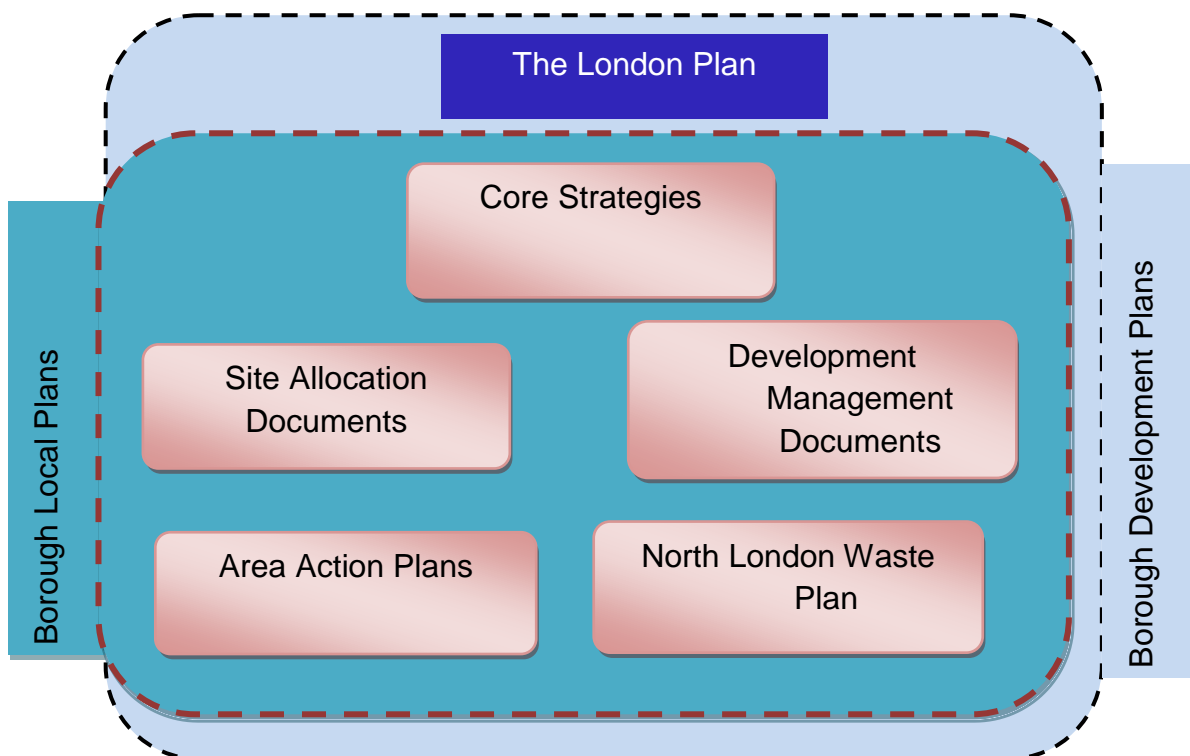 The London Plan
Core Strategies
Site Allocation
Documents
Development
Management
Documents
Area Action Plans
North London Waste
Plan
Borough Local Plans
Borough Development Plans